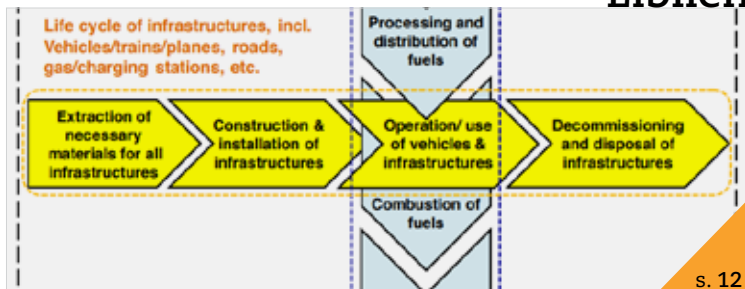 Life cycle of infrastructures, incl.
Vehicles/trains/planes, roads,
gas/charging stations, etc.
Processing and
distribution of
fuels
Extraction of
necessary
materials for all
infrastructures
Construction &
installation of
infrastructures
Operation/ use
of vehicles &
infrastructures
Decommissioning
and disposal of
infrastructures
Combustion of
fuels
s. 12